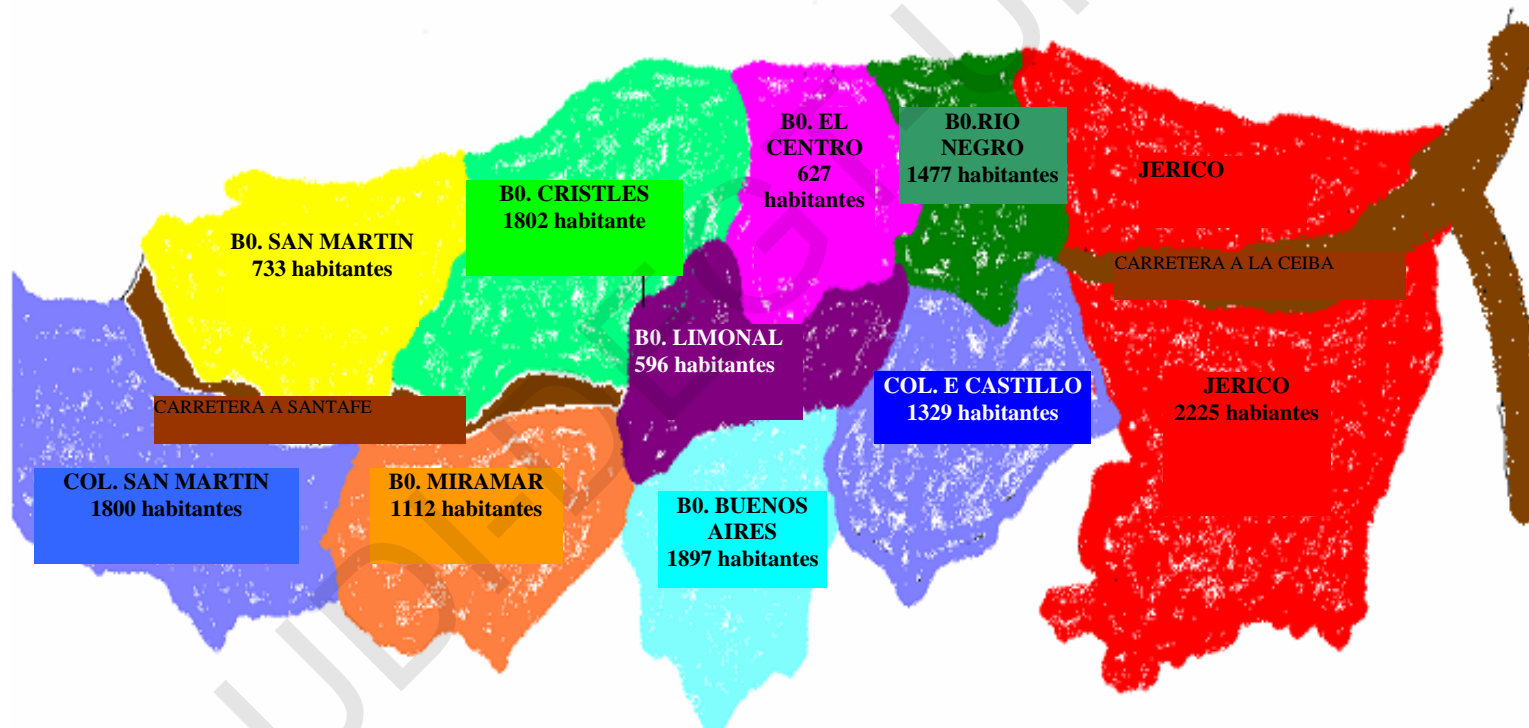 B0. EL
CENTRO
627
habitantes
B0.RIO
NEGRO
1477 habitantes
JERICO
B0. CRISTLES
1802 habitante
B0. SAN MARTIN
733 habitantes
CARRETERA A LA CEIBA
B0. LIMONAL
596 habitantes
COL. E CASTILLO
1329 habitantes
JERICO
2225 habiantes
CARRETERA A SANTAFE
COL. SAN MARTIN
1800 habitantes
B0. MIRAMAR
1112 habitantes
B0. BUENOS
AIRES
1897 habitantes